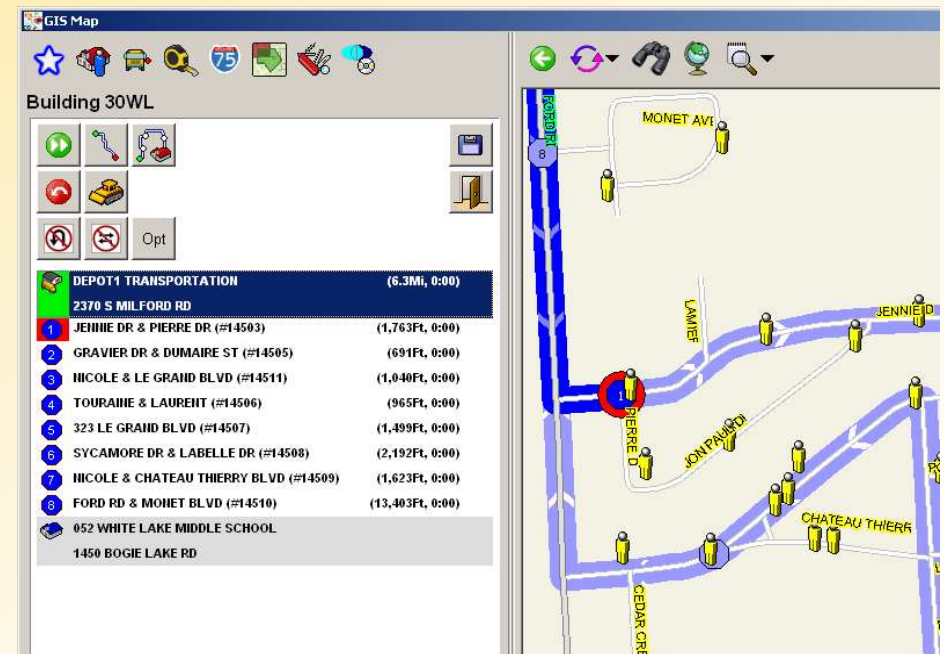 GIS Map
75
Building 30WL
Opt
DEPOT1 TRANSPORTATION (6.3Mi, 0:00)
2370 S MILFORD RD
1 JENNIE DR & PIERRE DR (#14503) (1,763Ft, 0:00)
2 GRAVIER DR & DUMAIRE ST (#14505) (691Ft, 0:00)
3 NICOLE & LE GRAND BLVD (#14511) (1,040Ft, 0:00)
4 TOURAINE & LAURENT (#14506) (965Ft, 0:00)
5 323 LE GRAND BLVD (#14507) (1,499Ft, 0:00)
6 SYCAMORE DR & LABELLE DR (#14508) (2,192Ft, 0:00)
7 NICOLE & CHATEAU THIERRY BLVD (#14509) (1,623Ft, 0:00)
8 FORD RD & MONET BLVD (#14510) (13,403Ft, 0:00)
052 WHITE LAKE MIDDLE SCHOOL
1450 BOGIE LAKE RD
FORD R
MONET AVE
8
LAMIEF
JENNIE D
1
PIERRE D
JON PAUL D
CHATEAU THIERR
CEDAR CRE